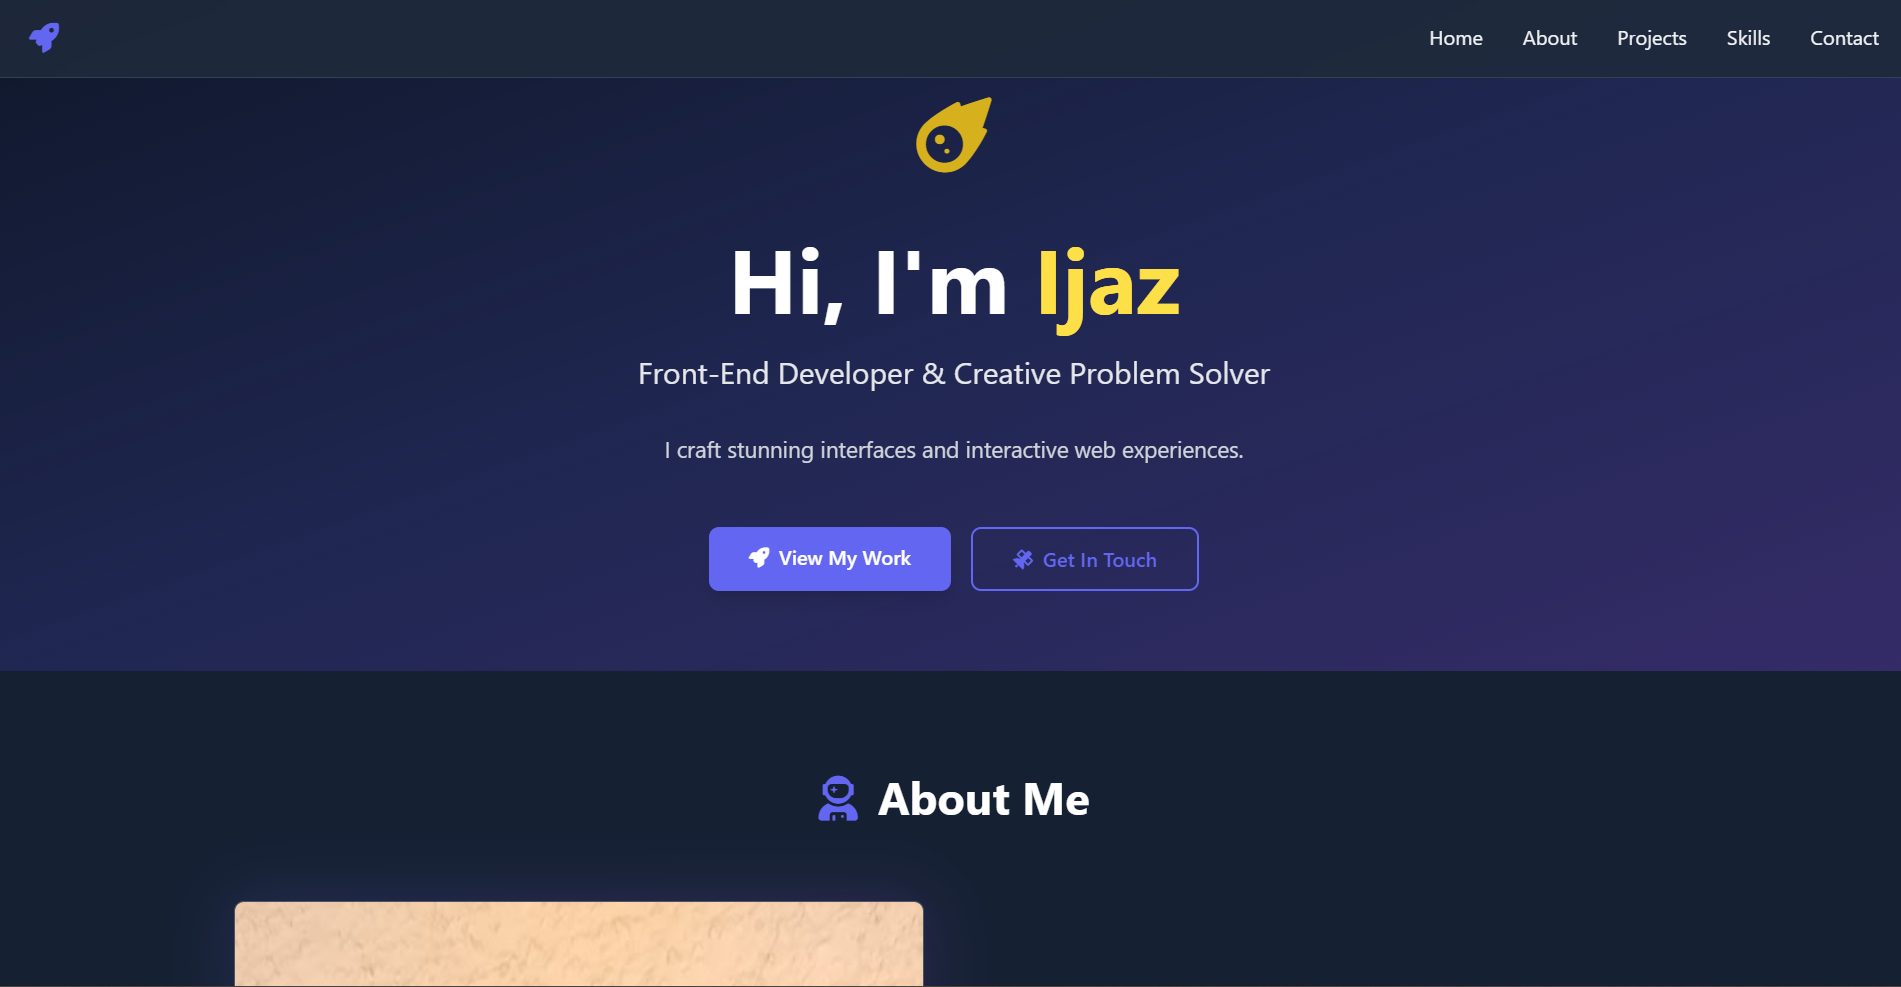 Home About Projects Skills Contact
Hi, I'm Ijaz
Front-End Developer & Creative Problem Solver
I craft stunning interfaces and interactive web experiences.
View My Work
Get In Touch
About Me